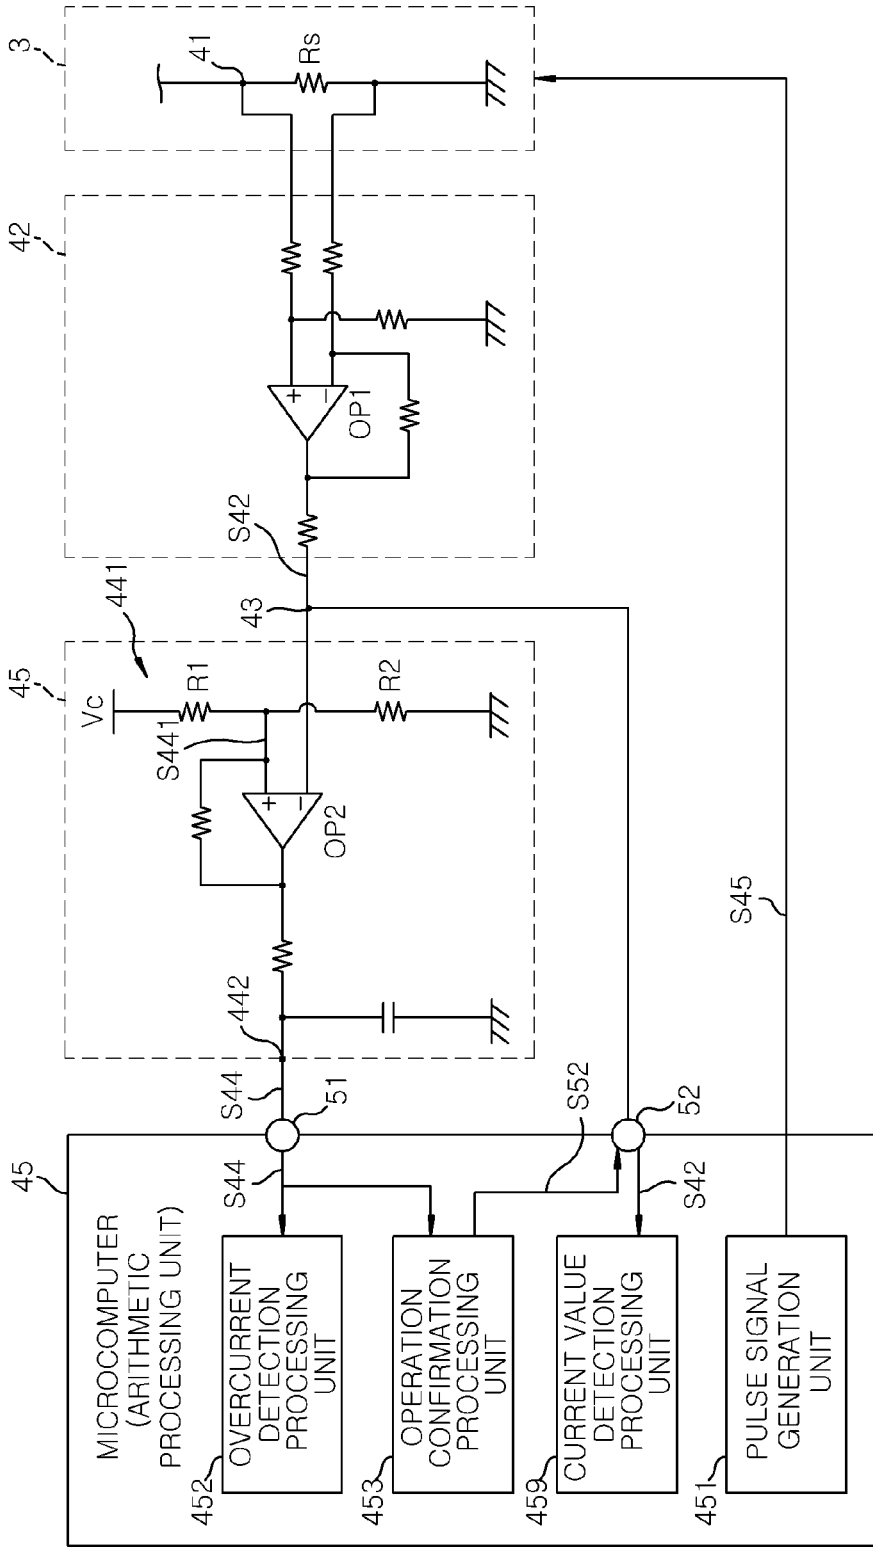 3
41
Rs
42
OP1
S42
43
441
45
Vc
R1
R2
S441
OP2
442
S44
51
S52
52
S45
45
S44
S42
MICROCOMPUTER
(ARITHMETIC
PROCESSING UNIT)
452
OVERCURRENT
DETECTION
PROCESSING
UNIT
453
OPERATION
CONFIRMATION
PROCESSING
UNIT
459
CURRENT VALUE
DETECTION
PROCESSING
UNIT
451
PULSE SIGNAL
GENERATION
UNIT
+
−
+
−